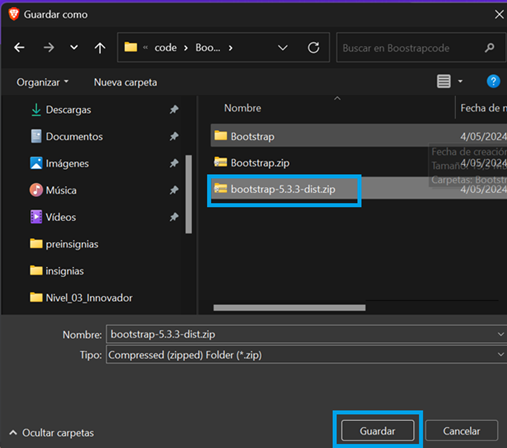 Guardar como
« code › Boo... ›
Buscar en Boostrapcode
Organizar
Nueva carpeta
Nombre
Fecha de m
Descargas
Documentos
Imágenes
Música
Vídeos
preinsignias
insignias
Nivel_03_Innovador
Bootstrap
4/05/2024
Bootstrap.zip
4/05/2024
bootstrap-5.3.3-dist.zip
4/05/2024
Fecha de creación
Tamaño:
Carpetas: Bootstr
Nombre:
bootstrap-5.3.3-dist.zip
Tipo:
Compressed (zipped) Folder (*.zip)
Ocultar carpetas
Guardar
Cancelar